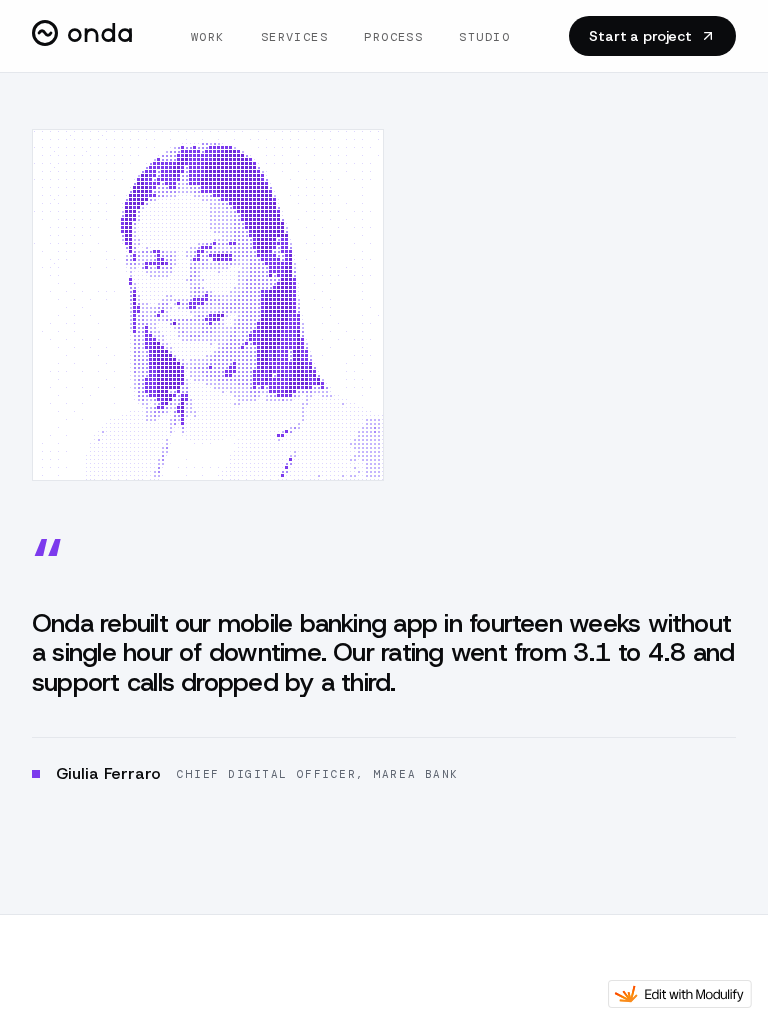 onda
WORK SERVICES PROCESS STUDIO
Start a project
“
Onda rebuilt our mobile banking app in fourteen weeks without
a single hour of downtime. Our rating went from 3.1 to 4.8 and
support calls dropped by a third.
Giulia Ferraro CHIEF DIGITAL OFFICER, MAREA BANK
Edit with Modulify